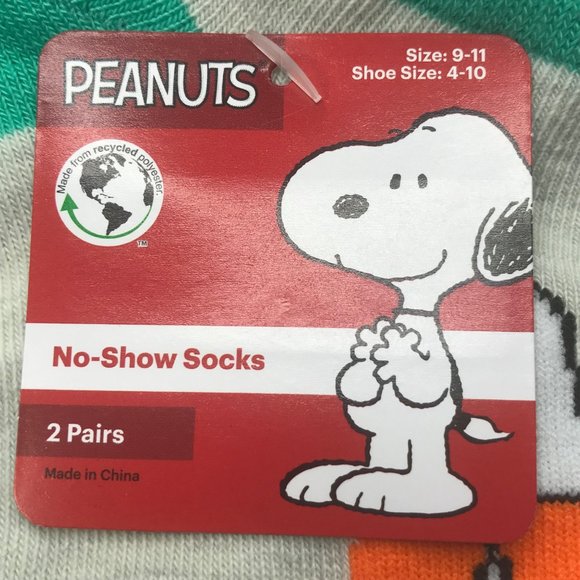 PEANUTS
Size: 9-11
Shoe Size: 4-10
Made from recycled polyester.
TM
No-Show Socks
2 Pairs
Made in China